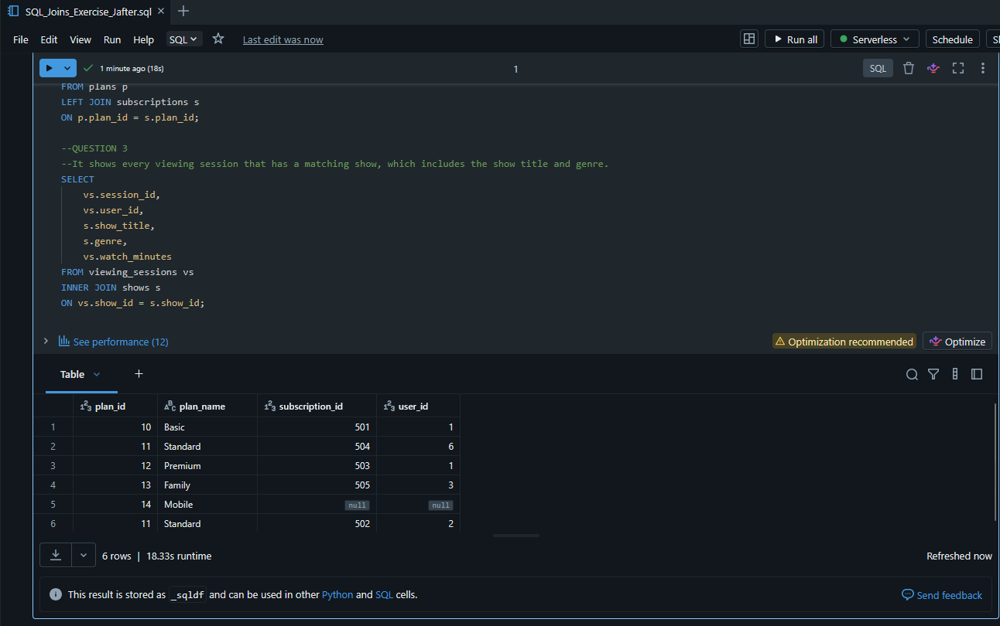 SQL_Joins_Exercise_Jafter.sql
File Edit View Run Help SQL Last edit was now Run all Serverless Schedule
1 minute ago (18s) 1 SQL
FROM plans p
LEFT JOIN subscriptions s
ON p.plan_id = s.plan_id;
--QUESTION 3
--It shows every viewing session that has a matching show, which includes the show title and genre.
SELECT
vs.session_id,
vs.user_id,
s.show_title,
s.genre,
vs.watch_minutes
FROM viewing_sessions vs
INNER JOIN shows s
ON vs.show_id = s.show_id;
See performance (12) Optimization recommended Optimize
Table
plan_id plan_name subscription_id user_id
1 10 Basic 501 1
2 11 Standard 504 6
3 12 Premium 503 1
4 13 Family 505 3
5 14 Mobile null null
6 11 Standard 502 2
6 rows | 18.33s runtime Refreshed now
This result is stored as _sqldf and can be used in other Python and SQL cells. Send feedback